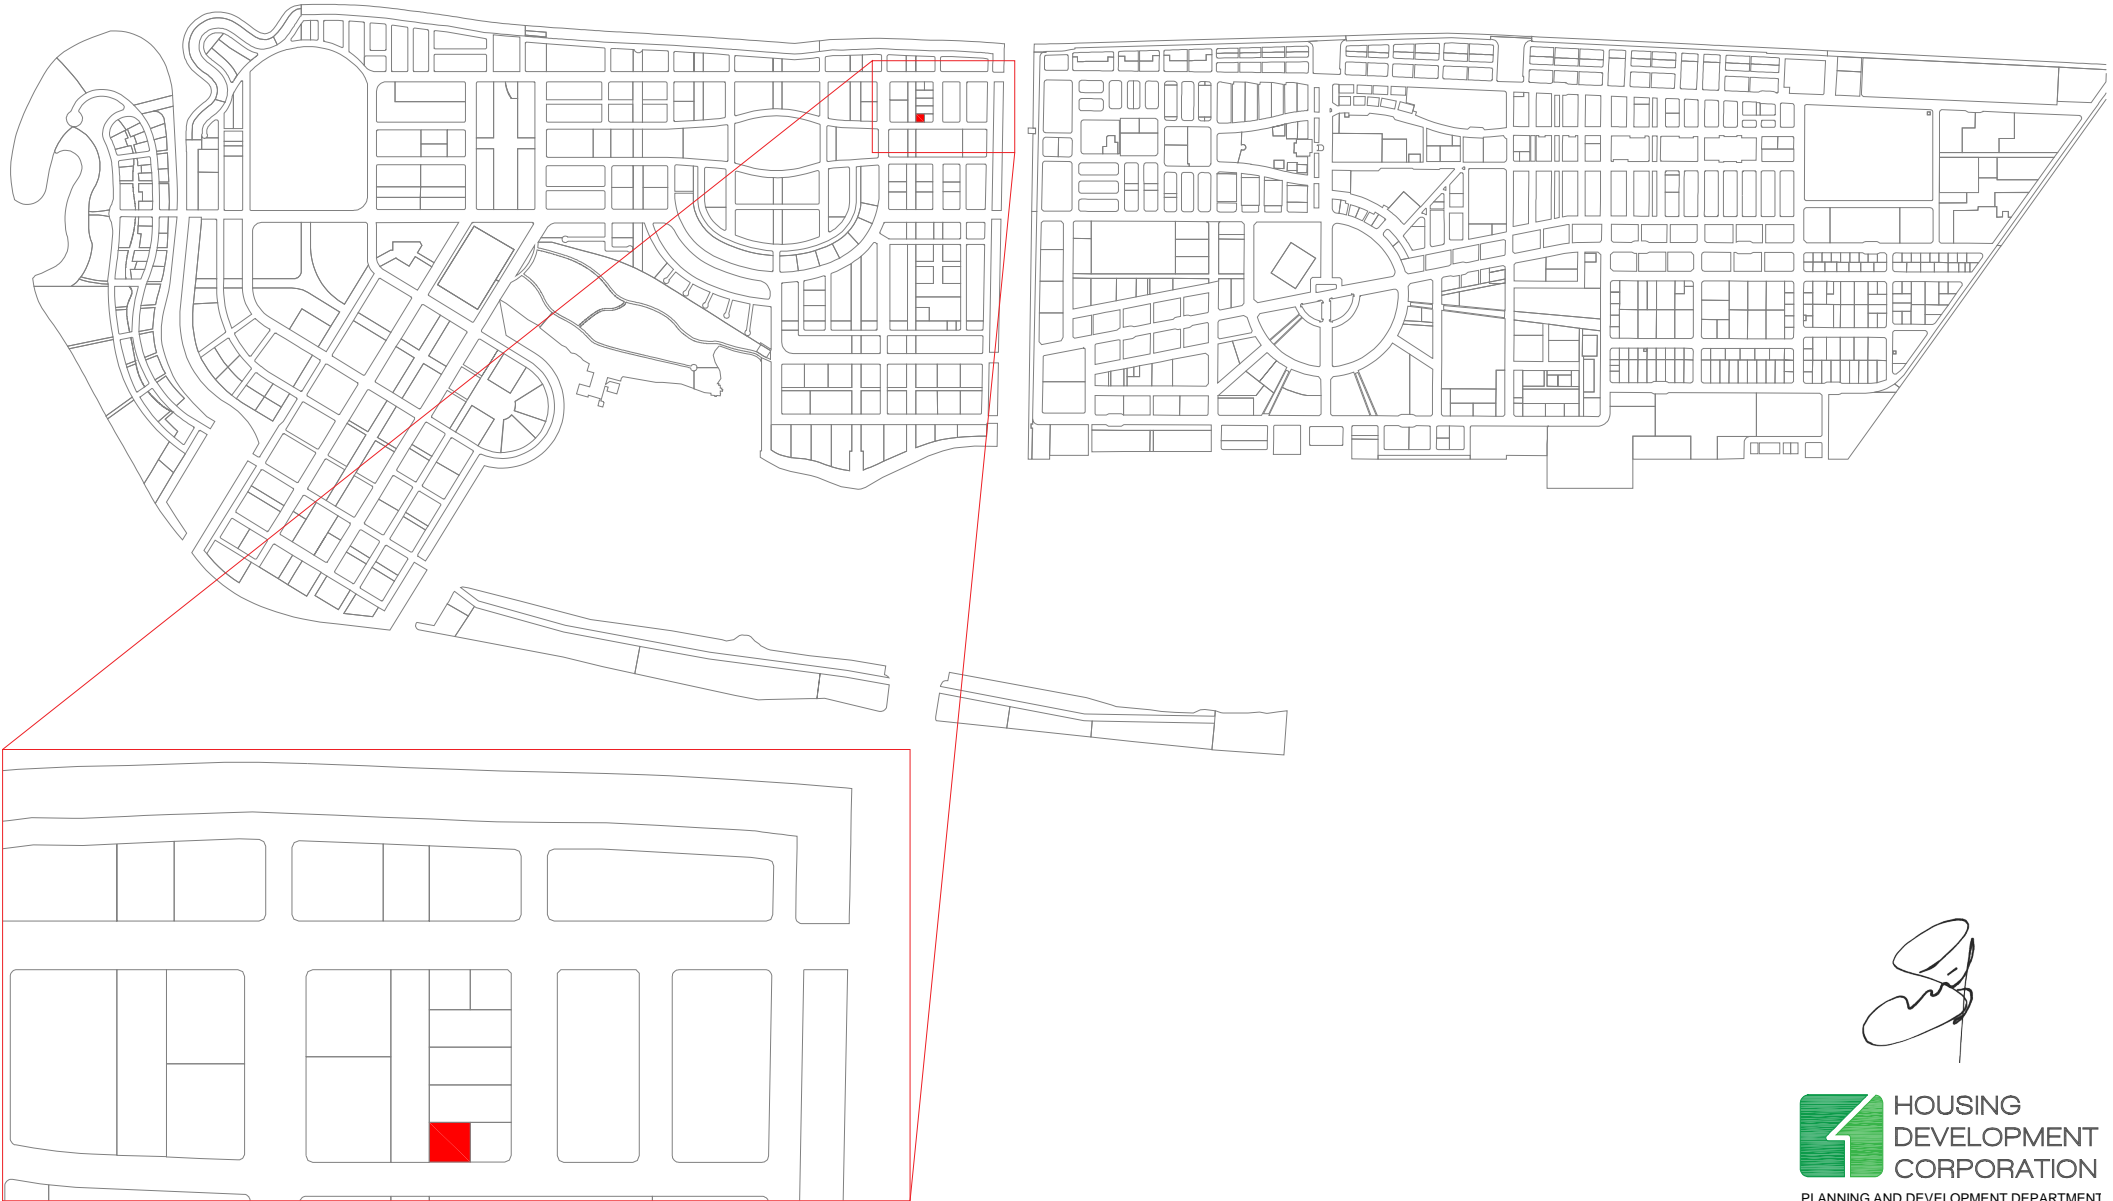 HOUSING
DEVELOPMENT
CORPORATION
PLANNING AND DEVELOPMENT DEPARTMENT